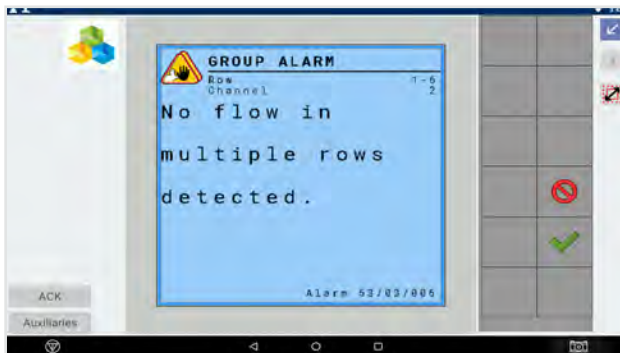 GROUP ALARM
Row 1-6
Channel 2
No flow in
multiple rows
detected.
Alarm 53/03/006
ACK
Auxiliaries